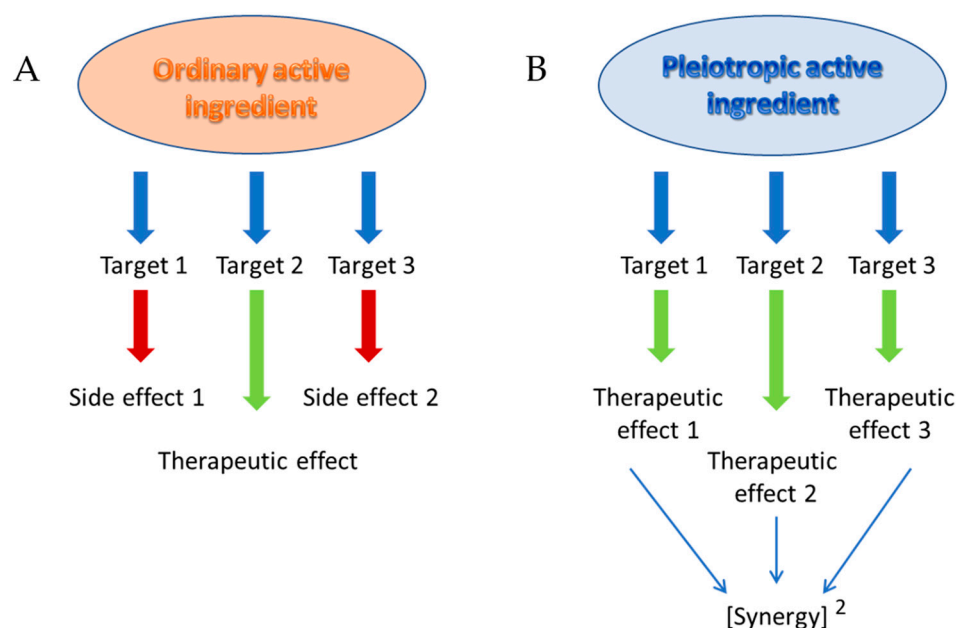 A
Ordinary active
ingredient
Target 1
Target 2
Target 3
Side effect 1
Side effect 2
Therapeutic effect
B
Pleiotropic active
ingredient
Target 1
Target 2
Target 3
Therapeutic
effect 1
Therapeutic
effect 2
Therapeutic
effect 3
[Synergy] 2